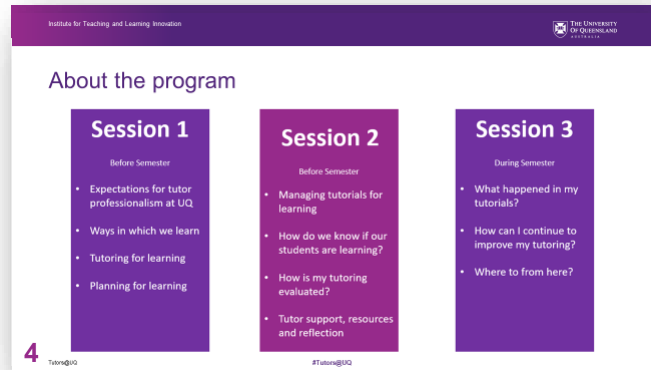 Institute for Teaching and Learning Innovation
THE UNIVERSITY
OF QUEENSLAND
AUSTRALIA
About the program
Session 1
Before Semester
• Expectations for tutor
professionalism at UQ
• Ways in which we learn
• Tutoring for learning
• Planning for learning
Session 2
Before Semester
• Managing tutorials for
learning
• How do we know if our
students are learning?
• How is my tutoring
evaluated?
• Tutor support, resources
and reflection
Session 3
During Semester
• What happened in my
tutorials?
• How can I continue to
improve my tutoring?
• Where to from here?
4
Tutors@UQ
#Tutors@UQ